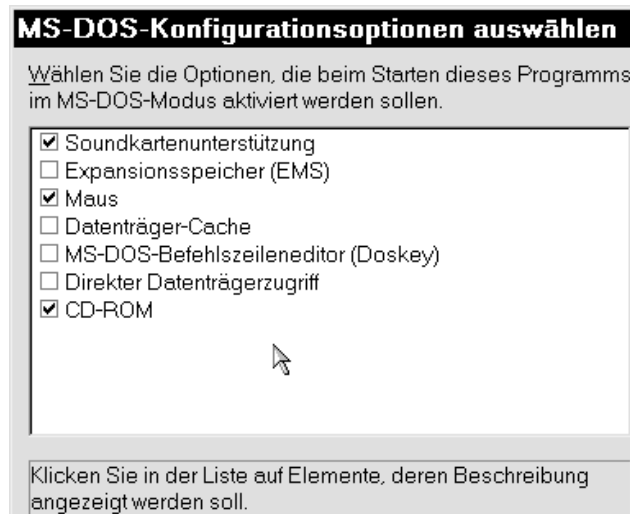 MS-DOS-Konfigurationsoptionen auswählen
Wählen Sie die Optionen, die beim Starten dieses Programms
im MS-DOS-Modus aktiviert werden sollen.
Soundkartenunterstützung
Expansionsspeicher (EMS)
Maus
Datenträger-Cache
MS-DOS-Befehlszeileneditor (Doskey)
Direkter Datenträgerzugriff
CD-ROM
Klicken Sie in der Liste auf Elemente, deren Beschreibung
angezeigt werden soll.